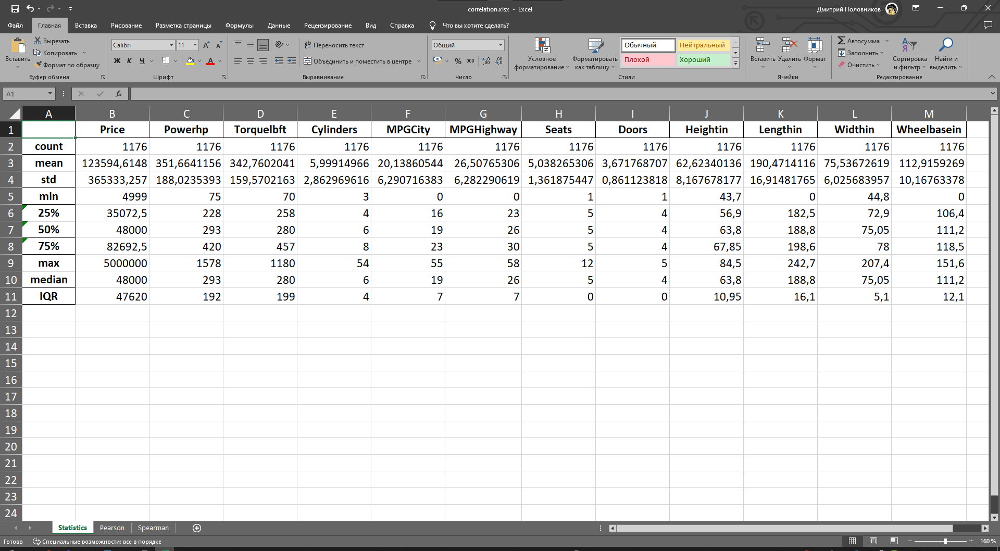 correlation.xlsx - Excel
Дмитрий Половников
Файл Главная Вставка Рисование Разметка страницы Формулы Данные Рецензирование Вид Справка Что вы хотите сделать?
Вставить
Вырезать
Копировать
Формат по образцу
Буфер обмена
Calibri 11
Ж К Ч
Шрифт
Переносить текст
Объединить и поместить в центре
Выравнивание
Общий
% 000
Число
Условное форматирование
Форматировать как таблицу
Обычный Нейтральный
Плохой Хороший
Стили
Вставить Удалить Формат
Ячейки
Автосумма
Заполнить
Очистить
Сортировка и фильтр
Найти и выделить
Редактирование
A1
fx
A B C D E F G H I J K L M
1 Price Powerhp Torquelbft Cylinders MPGCity MPGHighway Seats Doors Heightin Lengthin Widthin Wheelbasein
2 count 1176 1176 1176 1176 1176 1176 1176 1176 1176 1176 1176 1176
3 mean 123594,6148 351,6641156 342,7602041 5,99914966 20,13860544 26,50765306 5,038265306 3,671768707 62,62340136 190,4714116 75,53672619 112,9159269
4 std 365333,257 188,0235393 159,5702163 2,862969616 6,290716383 6,282290619 1,361875447 0,861123818 8,167678177 16,91481765 6,025683957 10,16763378
5 min 4999 75 70 3 0 0 1 1 43,7 0 44,8 0
6 25% 35072,5 228 258 4 16 23 5 4 56,9 182,5 72,9 106,4
7 50% 48000 293 280 6 19 26 5 4 63,8 188,8 75,05 111,2
8 75% 82692,5 420 457 8 23 30 5 4 67,85 198,6 78 118,5
9 max 5000000 1578 1180 54 55 58 12 5 84,5 242,7 207,4 151,6
10 median 48000 293 280 6 19 26 5 4 63,8 188,8 75,05 111,2
11 IQR 47620 192 199 4 7 7 0 0 10,95 16,1 5,1 12,1
12
13
14
15
16
17
18
19
20
21
22
23
24
Statistics Pearson Spearman
Готово Специальные возможности: все в порядке
160 %